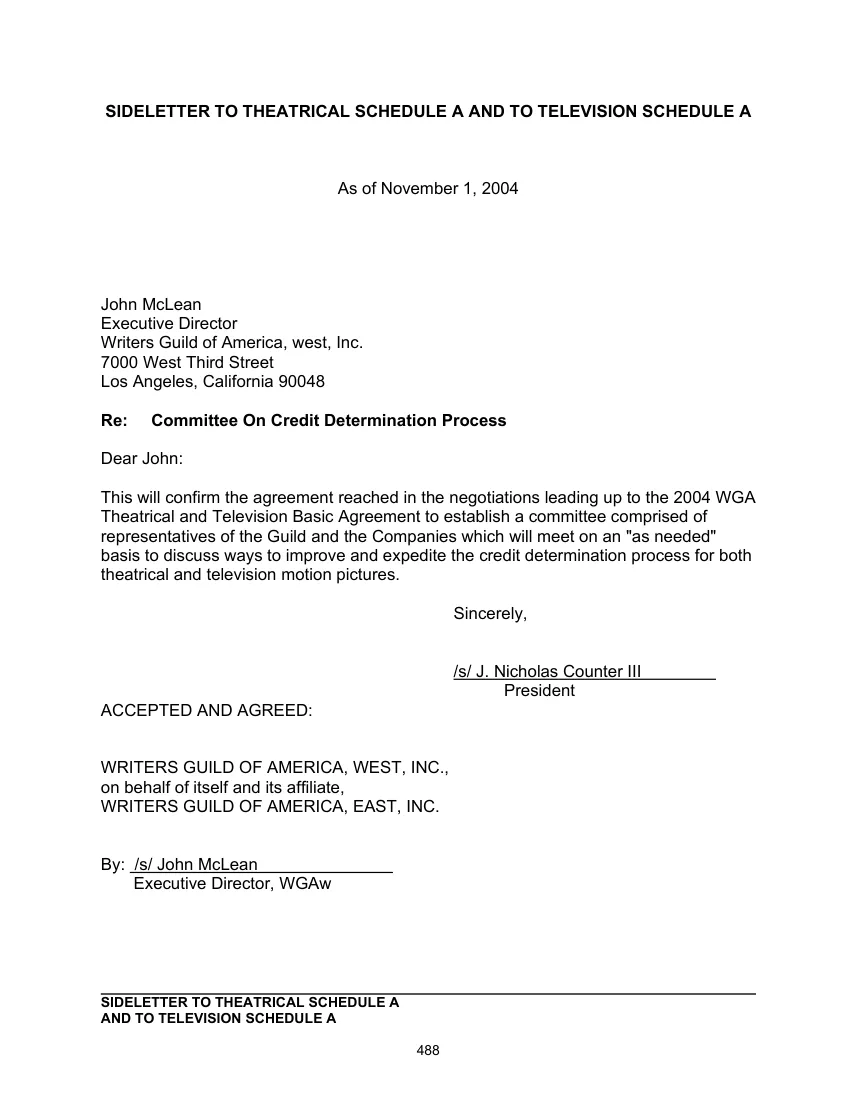 SIDELETTER TO THEATRICAL SCHEDULE A AND TO TELEVISION SCHEDULE A
As of November 1, 2004
John McLean
Executive Director
Writers Guild of America, west, Inc.
7000 West Third Street
Los Angeles, California 90048
Re: Committee On Credit Determination Process
Dear John:
This will confirm the agreement reached in the negotiations leading up to the 2004 WGA
Theatrical and Television Basic Agreement to establish a committee comprised of
representatives of the Guild and the Companies which will meet on an "as needed"
basis to discuss ways to improve and expedite the credit determination process for both
theatrical and television motion pictures.
Sincerely,
/s/ J. Nicholas Counter III
President
ACCEPTED AND AGREED:
WRITERS GUILD OF AMERICA, WEST, INC.,
on behalf of itself and its affiliate,
WRITERS GUILD OF AMERICA, EAST, INC.
By: /s/ John McLean
Executive Director, WGAw
SIDELETTER TO THEATRICAL SCHEDULE A
AND TO TELEVISION SCHEDULE A
488